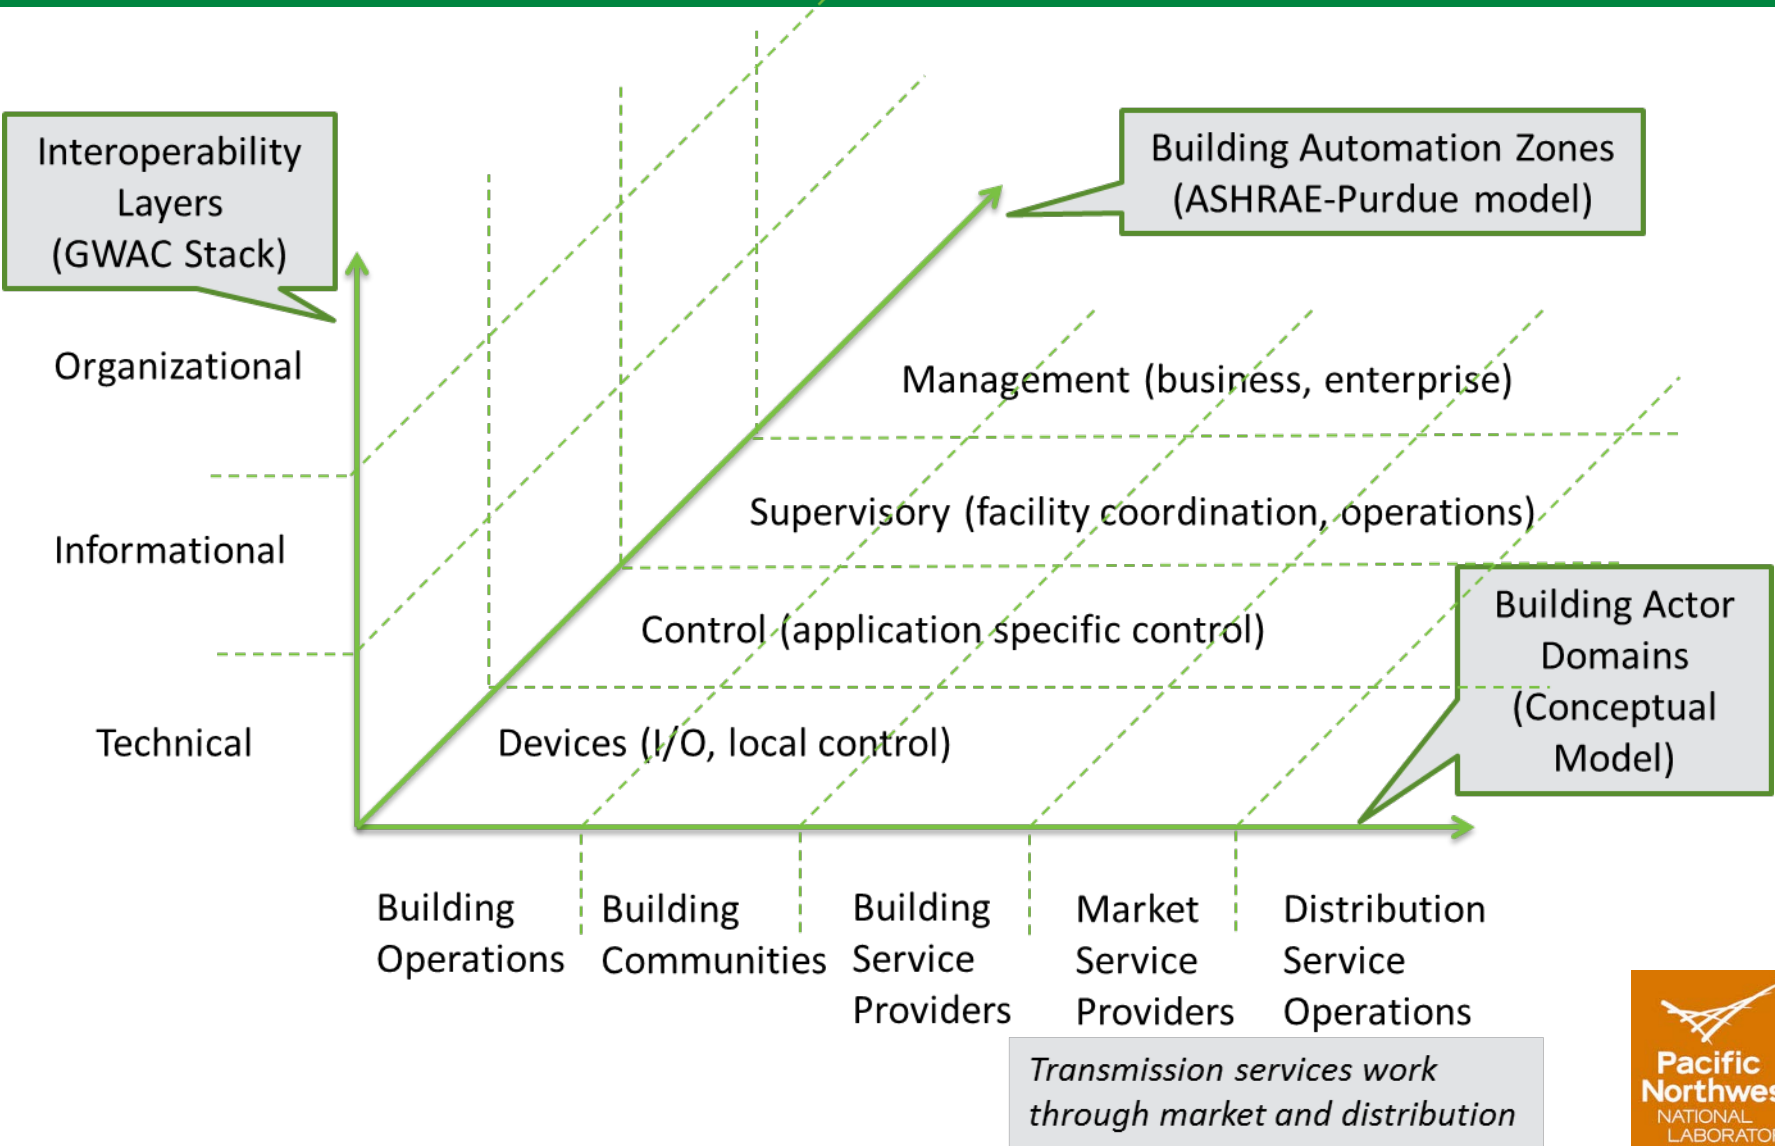 Interoperability
Layers
(GWAC Stack)
Building Automation Zones
(ASHRAE-Purdue model)
Organizational
Management (business, enterprise)
Supervisory (facility coordination, operations)
Informational
Building Actor
Domains
(Conceptual
Model)
Control (application specific control)
Technical
Devices (I/O, local control)
Building
Operations
Building
Communities
Building
Service
Providers
Market
Service
Providers
Distribution
Service
Operations
Transmission services work
through market and distribution
Pacific
Northwes
NATIONAL
LABORATO